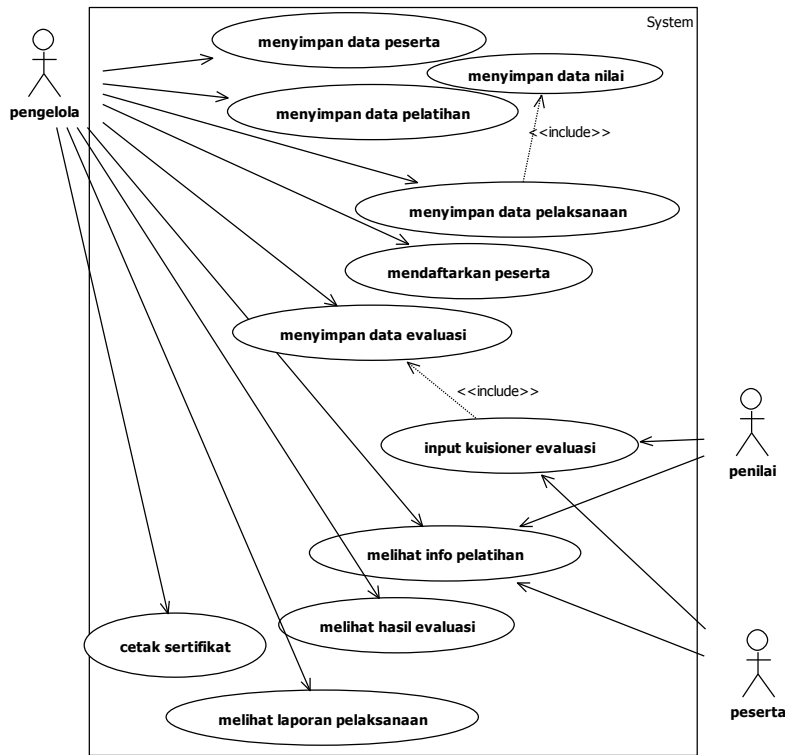 System
menyimpan data peserta
menyimpan data nilai
pengelola
menyimpan data pelatihan
<<include>>
menyimpan data pelaksanaan
mendaftarkan peserta
menyimpan data evaluasi
<<include>>
input kuisioner evaluasi
penilai
melihat info pelatihan
melihat hasil evaluasi
cetak sertifikat
peserta
melihat laporan pelaksanaan